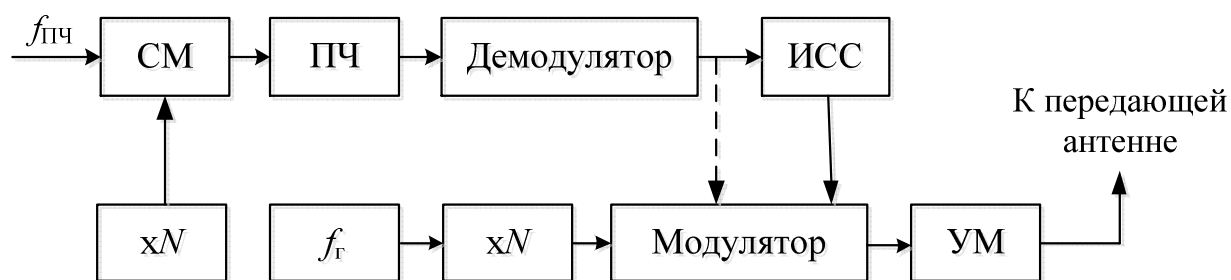 fПЧ
СМ
ПЧ
Демодулятор
ИСС
К передающей
антенне
xN
fг
xN
Модулятор
УМ